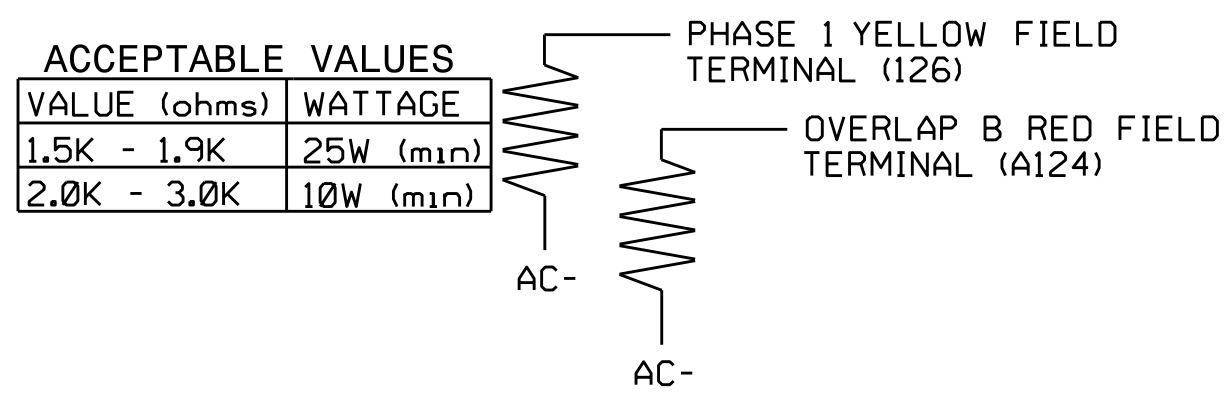 ACCEPTABLE VALUES
VALUE (ohms) WATTAGE
1.5K - 1.9K 25W (min)
2.0K - 3.0K 10W (min)
PHASE 1 YELLOW FIELD
TERMINAL (126)
AC-
OVERLAP B RED FIELD
TERMINAL (A124)
AC-